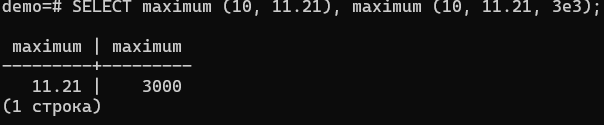 demo=# SELECT maximum (10, 11.21), maximum (10, 11.21, 3e3);
maximum | maximum
---------+---------
11.21 | 3000
(1 строка)